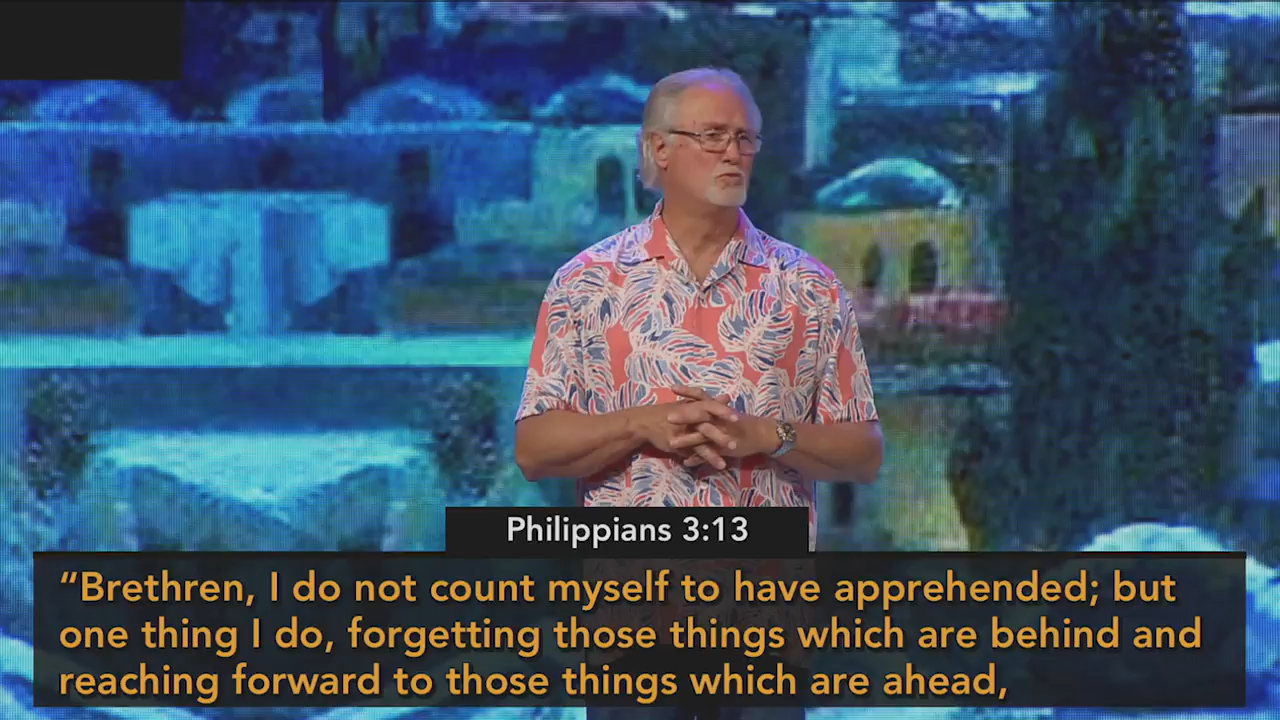 Philippians 3:13
“Brethren, I do not count myself to have apprehended; but
one thing I do, forgetting those things which are behind and
reaching forward to those things which are ahead,